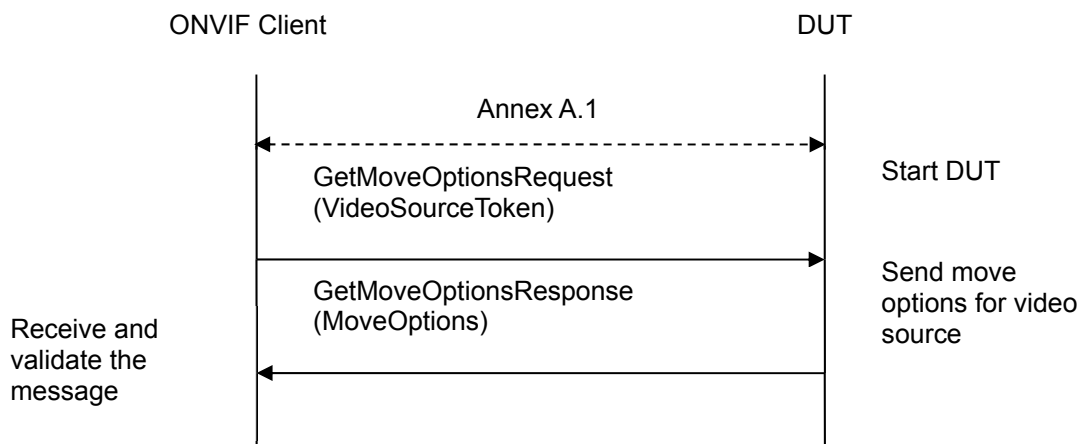 ONVIF Client
DUT
Annex A.1
Start DUT
GetMoveOptionsRequest
(VideoSourceToken)
Send move
options for video
source
GetMoveOptionsResponse
(MoveOptions)
Receive and
validate the
message